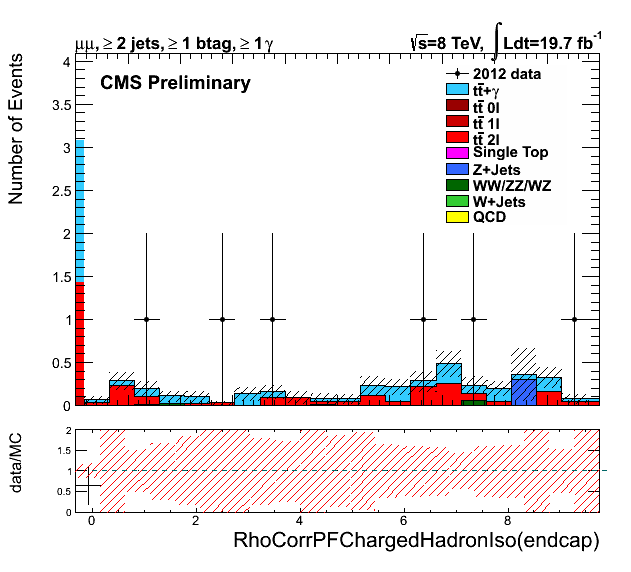 μμ, ≥ 2 jets, ≥ 1 btag, ≥ 1 γ
√s=8 TeV, ∫Ldt=19.7 fb⁻¹
CMS Preliminary
2012 data
tt̄+γ
tt̄ 0l
tt̄ 1l
tt̄ 2l
Single Top
Z+Jets
WW/ZZ/WZ
W+Jets
QCD
Number of Events
4
3.5
3
2.5
2
1.5
1
0.5
0
data/MC
2
1.5
1
0.5
0
0 2 4 6 8
RhoCorrPFChargedHadronIso(endcap)